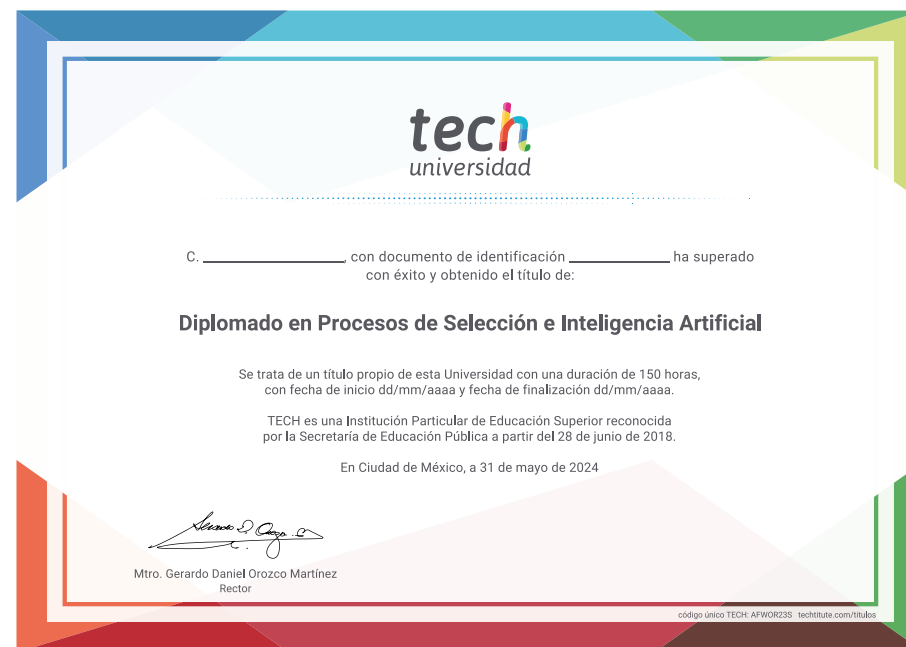 tech
universidad
C. ____________, con documento de identificación ____________ ha superado
con éxito y obtenido el título de:
Diplomado en Procesos de Selección e Inteligencia Artificial
Se trata de un título propio de esta Universidad con una duración de 150 horas,
con fecha de inicio dd/mm/aaaa y fecha de finalización dd/mm/aaaa.
TECH es una Institución Particular de Educación Superior reconocida
por la Secretaría de Educación Pública a partir del 28 de junio de 2018.
En Ciudad de México, a 31 de mayo de 2024
Mtro. Gerardo Daniel Orozco Martínez
Rector
código único TECH: AFWOR23S techtitute.com/titulos